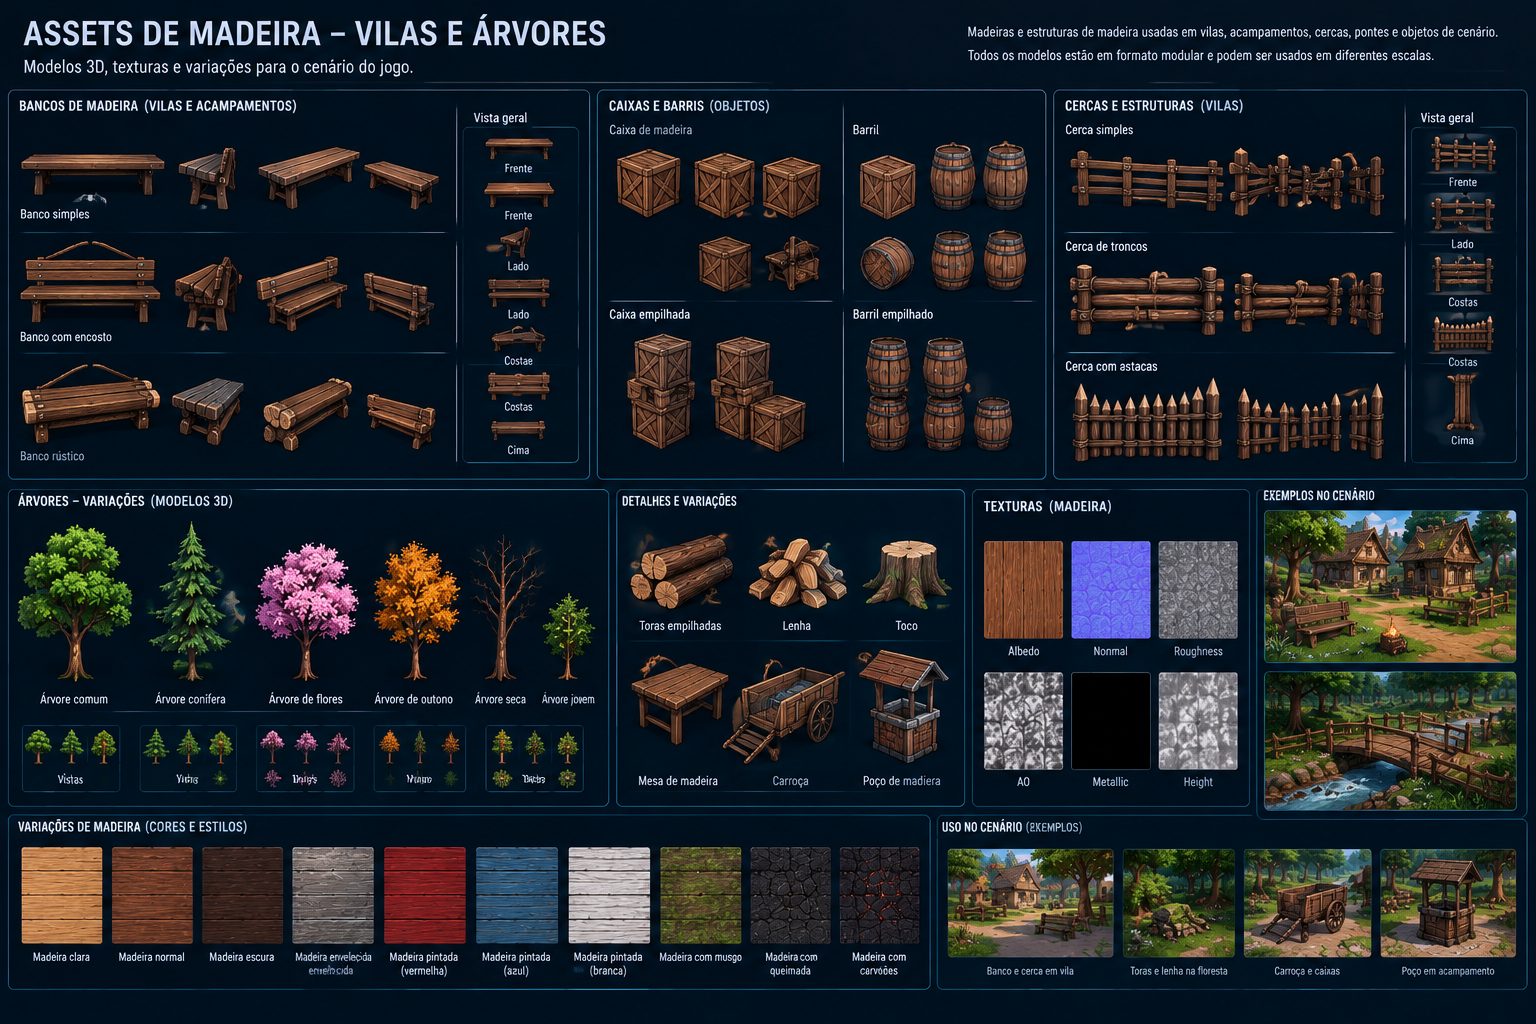 ASSETS DE MADEIRA – VILAS E ÁRVORES
Modelos 3D, texturas e variações para o cenário do jogo.
Madeiras e estruturas de madeira usadas em vilas, acampamentos, cercas, pontes e objetos de cenário.
Todos os modelos estão em formato modular e podem ser usados em diferentes escalas.
BANCOS DE MADEIRA (VILAS E ACAMPAMENTOS)
Vista geral
Frente
Banco simples
Frente
Lado
Lado
Banco com encosto
Costae
Costas
Cima
Banco rústico
CAIXAS E BARRIS (OBJETOS)
Caixa de madeira
Barril
Caixa empilhada
Barril empilhado
CERCAS E ESTRUTURAS (VILAS)
Vista geral
Cerca simples
Frente
Cerca de troncos
Lado
Costas
Cerca com astacas
Costas
Cima
ÁRVORES – VARIAÇÕES (MODELOS 3D)
Árvore comum
Árvore conífera
Árvore de flores
Árvore de outono
Árvore seca
Árvore jovem
Vistas
DETALHES E VARIAÇÕES
Toras empilhadas
Lenha
Toco
Mesa de madeira
Carroça
Poço de madiera
TEXTURAS (MADEIRA)
Albedo
Nonmal
Roughness
AO
Metallic
Height
EXEMPLOS NO CENÁRIO
VARIAÇÕES DE MADEIRA (CORES E ESTILOS)
Madeira clara
Madeira normal
Madeira escura
Madeira
Madeira pintada
(vermelha)
Madeira pintada
(azul)
Madeira pintada
(branca)
Madeira com musgo
Madeira com
queimada
Madeira com
carvões
USO NO CENÁRIO (EXEMPLOS)
Banco e cerca em vila
Toras e lenha na floresta
Carroça e caixas
Poço em acampamento